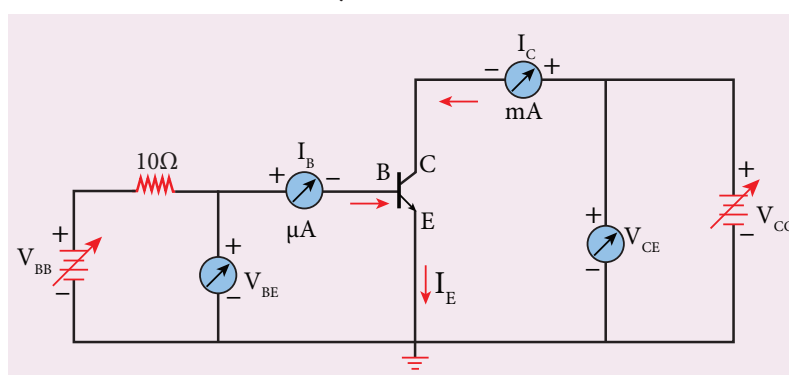 I_C
− +
mA
10Ω
I_B
+ −
μA
B C
E
+
V_BB
−
+
V_BE
−
I_E
+
V_CE
−
+
V_CC
−